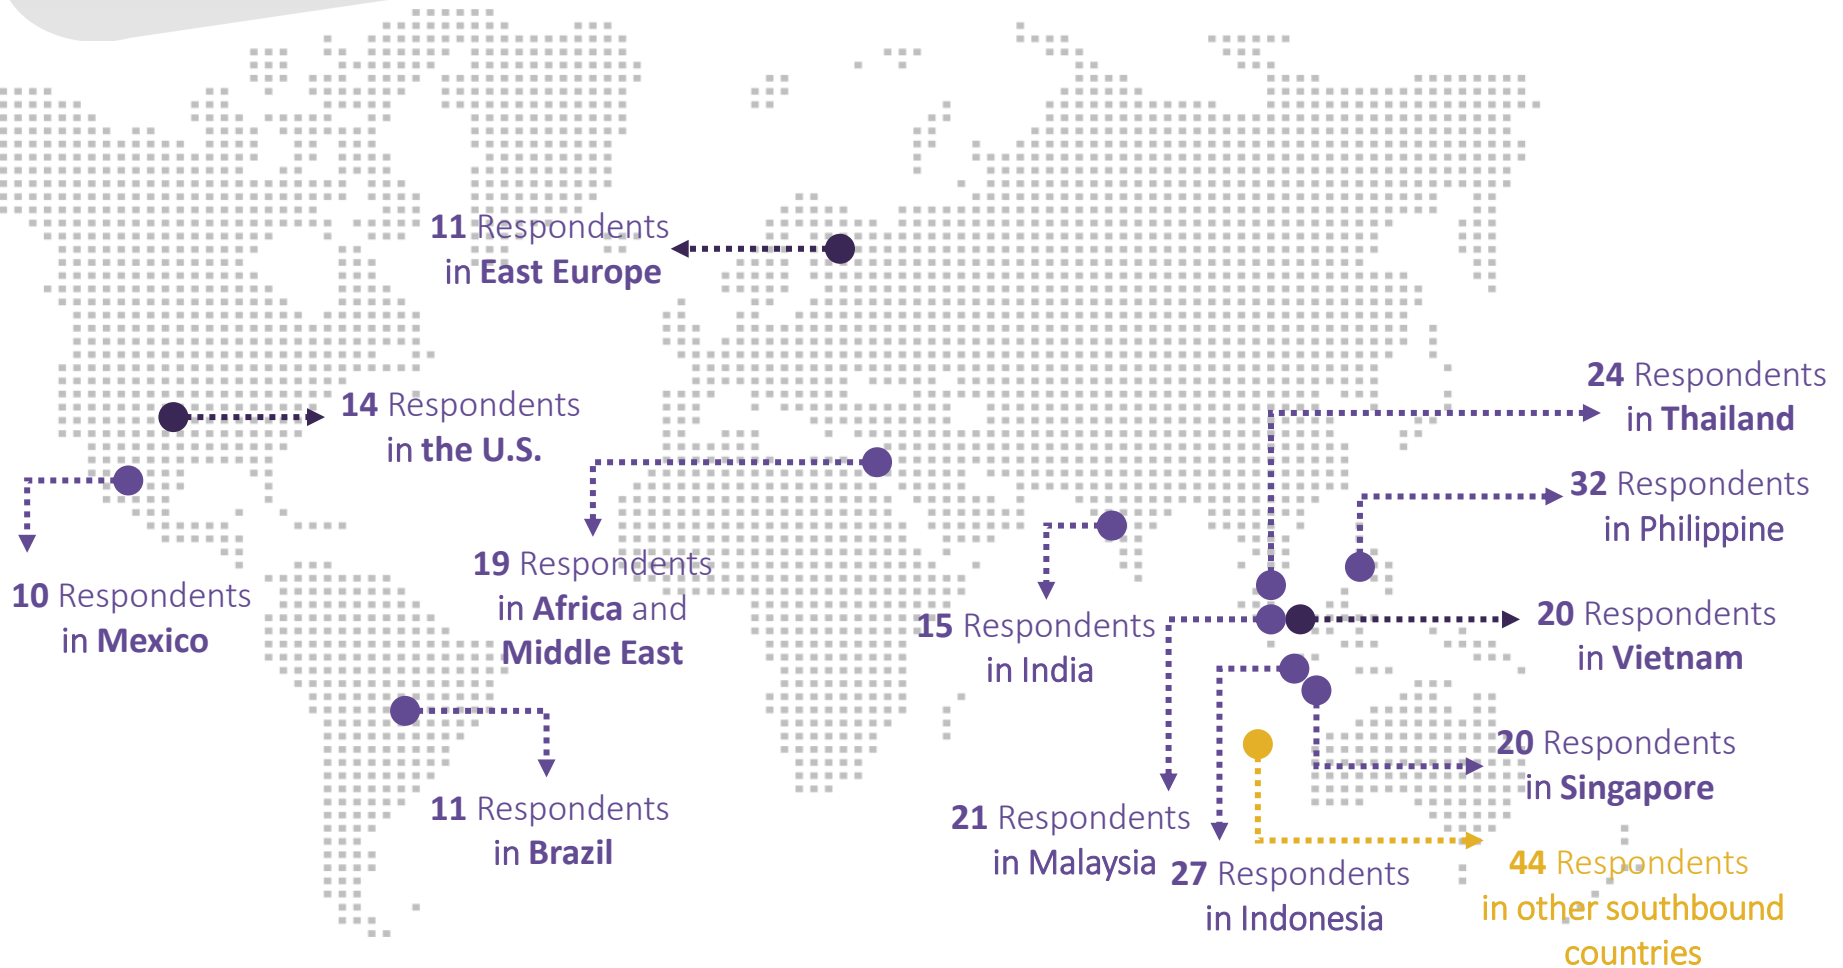 11 Respondents
in East Europe
14 Respondents
in the U.S.
24 Respondents
in Thailand
32 Respondents
in Philippine
10 Respondents
in Mexico
19 Respondents
in Africa and
Middle East
15 Respondents
in India
20 Respondents
in Vietnam
11 Respondents
in Brazil
21 Respondents
in Malaysia
27 Respondents
in Indonesia
20 Respondents
in Singapore
44 Respondents
in other southbound
countries